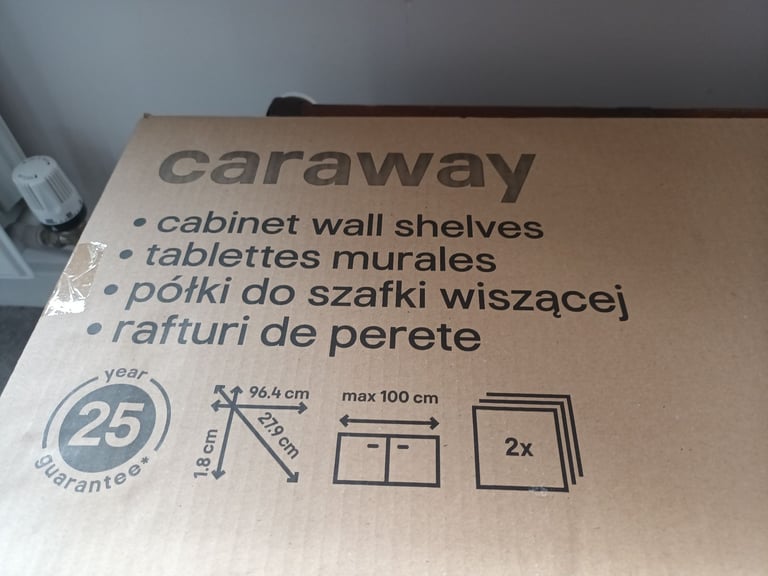 caraway
• cabinet wall shelves
• tablettes murales
• półki do szafki wiszącej
• rafturi de perete
year
25
guarantee*
96.4 cm
27.9 cm
1.8 cm
max 100 cm
2x